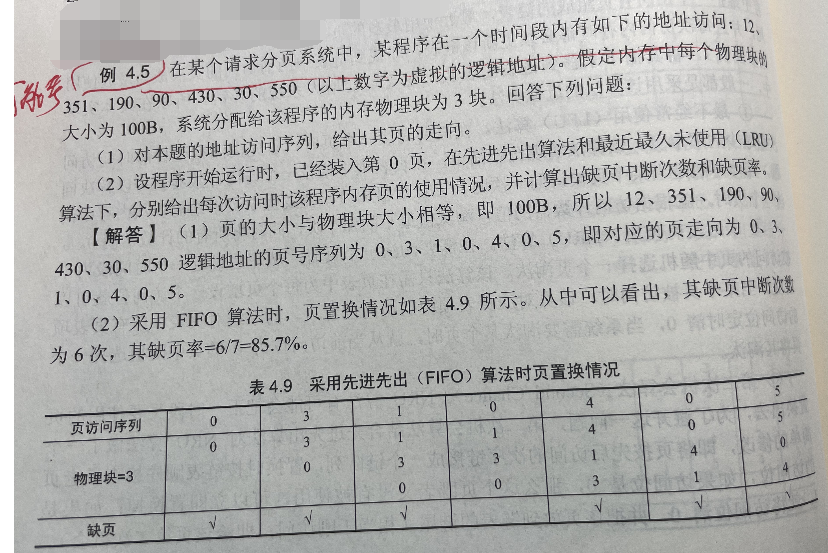 例 4.5 在某个请求分页系统中，某程序在一个时间段内有如下的地址访问：12、
351、190、90、430、30、550（以上数字为虚拟的逻辑地址）。假定内存中每个物理块的
大小为 100B，系统分配给该程序的内存物理块为 3 块。回答下列问题：
（1）对本题的地址访问序列，给出其页的走向。
（2）设程序开始运行时，已经装入第 0 页，在先进先出算法和最近最久未使用（LRU）
算法下，分别给出每次访问时该程序内存页的使用情况，并计算出缺页中断次数和缺页率。
【解答】（1）页的大小与物理块大小相等，即 100B，所以 12、351、190、90、
430、30、550 逻辑地址的页号序列为 0、3、1、0、4、0、5，即对应的页走向为 0、3、
1、0、4、0、5。
（2）采用 FIFO 算法时，页置换情况如表 4.9 所示。从中可以看出，其缺页中断次数
为 6 次，其缺页率=6/7=85.7%。
表 4.9 采用先进先出（FIFO）算法时页置换情况
页访问序列 0 3 1 0 4 0 5
0 3 1 1 4 0 5
物理块=3 0 3 3 1 4 0
0 0 3 1 4
缺页 √ √ √ √ √ √